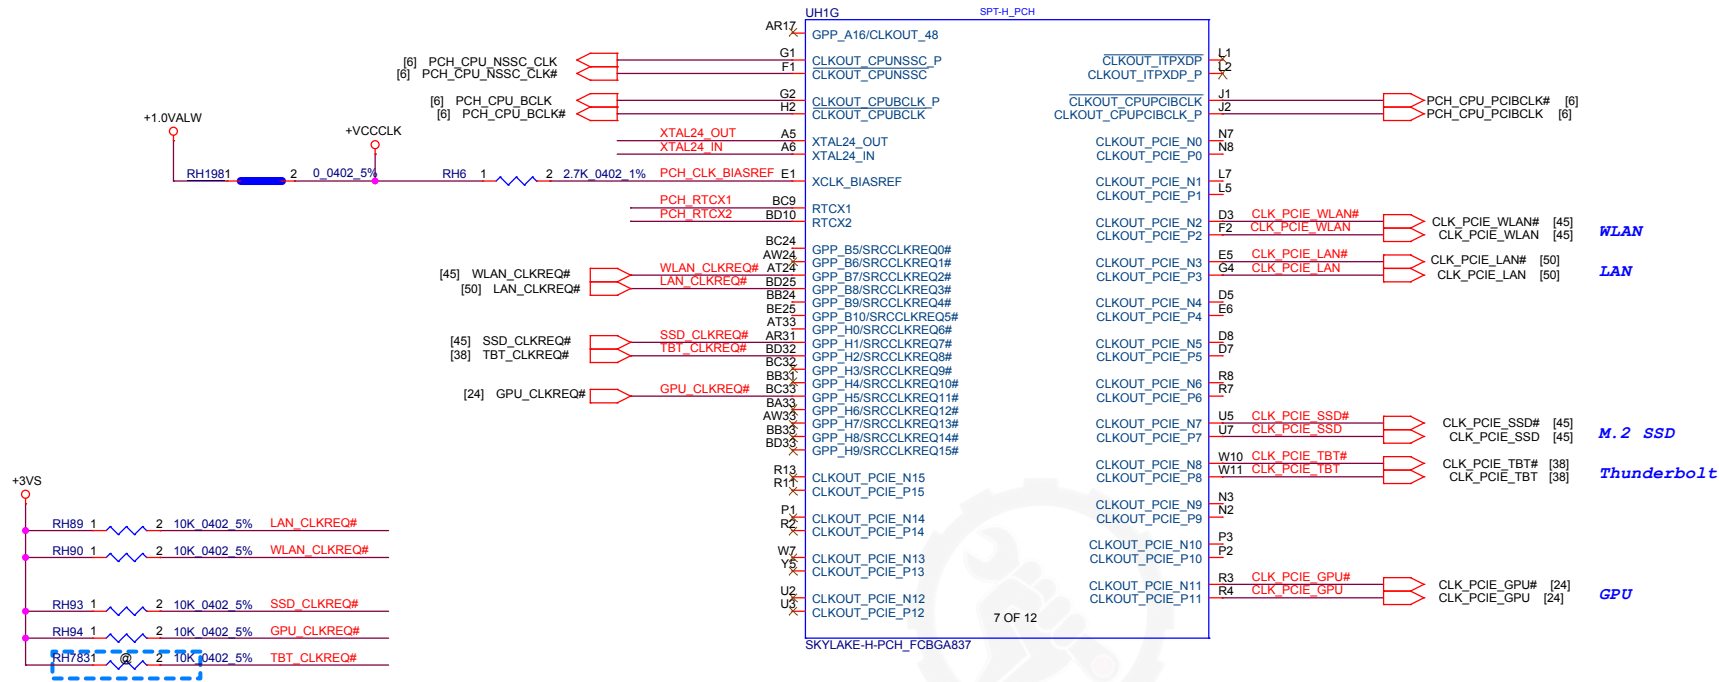 UH1G
SPT-H_PCH
AR17 GPP_A16/CLKOUT_48
[6] PCH_CPU_NSSC_CLK G1 CLKOUT_CPUNSSC_P
[6] PCH_CPU_NSSC_CLK# F1 CLKOUT_CPUNSSC
[6] PCH_CPU_BCLK G2 CLKOUT_CPUBCLK_P
[6] PCH_CPU_BCLK# H2 CLKOUT_CPUBCLK
XTAL24_OUT A5 XTAL24_OUT
XTAL24_IN A6 XTAL24_IN
+1.0VALW
+VCCCLK
RH198 1 2 0_0402_5% RH6 1 2 2.7K_0402_1% PCH_CLK_BIASREF E1 XCLK_BIASREF
PCH_RTCX1 BC9 RTCX1
PCH_RTCX2 BD10 RTCX2
BC24 GPP_B5/SRCCLKREQ0#
AW24 GPP_B6/SRCCLKREQ1#
[45] WLAN_CLKREQ# WLAN_CLKREQ# AT24 GPP_B7/SRCCLKREQ2#
[50] LAN_CLKREQ# LAN_CLKREQ# BD25 GPP_B8/SRCCLKREQ3#
BB24 GPP_B9/SRCCLKREQ4#
BE25 GPP_B10/SRCCLKREQ5#
AT33 GPP_H0/SRCCLKREQ6#
[45] SSD_CLKREQ# SSD_CLKREQ# AR31 GPP_H1/SRCCLKREQ7#
[38] TBT_CLKREQ# TBT_CLKREQ# BD32 GPP_H2/SRCCLKREQ8#
BC32 GPP_H3/SRCCLKREQ9#
BB31 GPP_H4/SRCCLKREQ10#
[24] GPU_CLKREQ# GPU_CLKREQ# BC33 GPP_H5/SRCCLKREQ11#
BA33 GPP_H6/SRCCLKREQ12#
AW33 GPP_H7/SRCCLKREQ13#
BB33 GPP_H8/SRCCLKREQ14#
BD33 GPP_H9/SRCCLKREQ15#
R13 CLKOUT_PCIE_N15
R11 CLKOUT_PCIE_P15
P1 CLKOUT_PCIE_N14
R2 CLKOUT_PCIE_P14
W7 CLKOUT_PCIE_N13
Y5 CLKOUT_PCIE_P13
U2 CLKOUT_PCIE_N12
U3 CLKOUT_PCIE_P12
CLKOUT_ITPXDP L1
CLKOUT_ITPXDP_P L2
CLKOUT_CPUPCIBCLK J1 PCH_CPU_PCIBCLK# [6]
CLKOUT_CPUPCIBCLK_P J2 PCH_CPU_PCIBCLK [6]
CLKOUT_PCIE_N0 N7
CLKOUT_PCIE_P0 N8
CLKOUT_PCIE_N1 L7
CLKOUT_PCIE_P1 L5
CLKOUT_PCIE_N2 D3 CLK_PCIE_WLAN# CLK_PCIE_WLAN# [45]
CLKOUT_PCIE_P2 F2 CLK_PCIE_WLAN CLK_PCIE_WLAN [45]
WLAN
CLKOUT_PCIE_N3 E5 CLK_PCIE_LAN# CLK_PCIE_LAN# [50]
CLKOUT_PCIE_P3 G4 CLK_PCIE_LAN CLK_PCIE_LAN [50]
LAN
CLKOUT_PCIE_N4 D5
CLKOUT_PCIE_P4 E6
CLKOUT_PCIE_N5 D8
CLKOUT_PCIE_P5 D7
CLKOUT_PCIE_N6 R8
CLKOUT_PCIE_P6 R7
CLKOUT_PCIE_N7 U5 CLK_PCIE_SSD# CLK_PCIE_SSD# [45]
CLKOUT_PCIE_P7 U7 CLK_PCIE_SSD CLK_PCIE_SSD [45]
M.2 SSD
CLKOUT_PCIE_N8 W10 CLK_PCIE_TBT# CLK_PCIE_TBT# [38]
CLKOUT_PCIE_P8 W11 CLK_PCIE_TBT CLK_PCIE_TBT [38]
Thunderbolt
CLKOUT_PCIE_N9 N3
CLKOUT_PCIE_P9 N2
CLKOUT_PCIE_N10 P3
CLKOUT_PCIE_P10 P2
CLKOUT_PCIE_N11 R3 CLK_PCIE_GPU# CLK_PCIE_GPU# [24]
CLKOUT_PCIE_P11 R4 CLK_PCIE_GPU CLK_PCIE_GPU [24]
GPU
7 OF 12
SKYLAKE-H-PCH_FCBGA837
+3VS
RH89 1 2 10K_0402_5% LAN_CLKREQ#
RH90 1 2 10K_0402_5% WLAN_CLKREQ#
RH93 1 2 10K_0402_5% SSD_CLKREQ#
RH94 1 2 10K_0402_5% GPU_CLKREQ#
RH783 1 @ 2 10K_0402_5% TBT_CLKREQ#